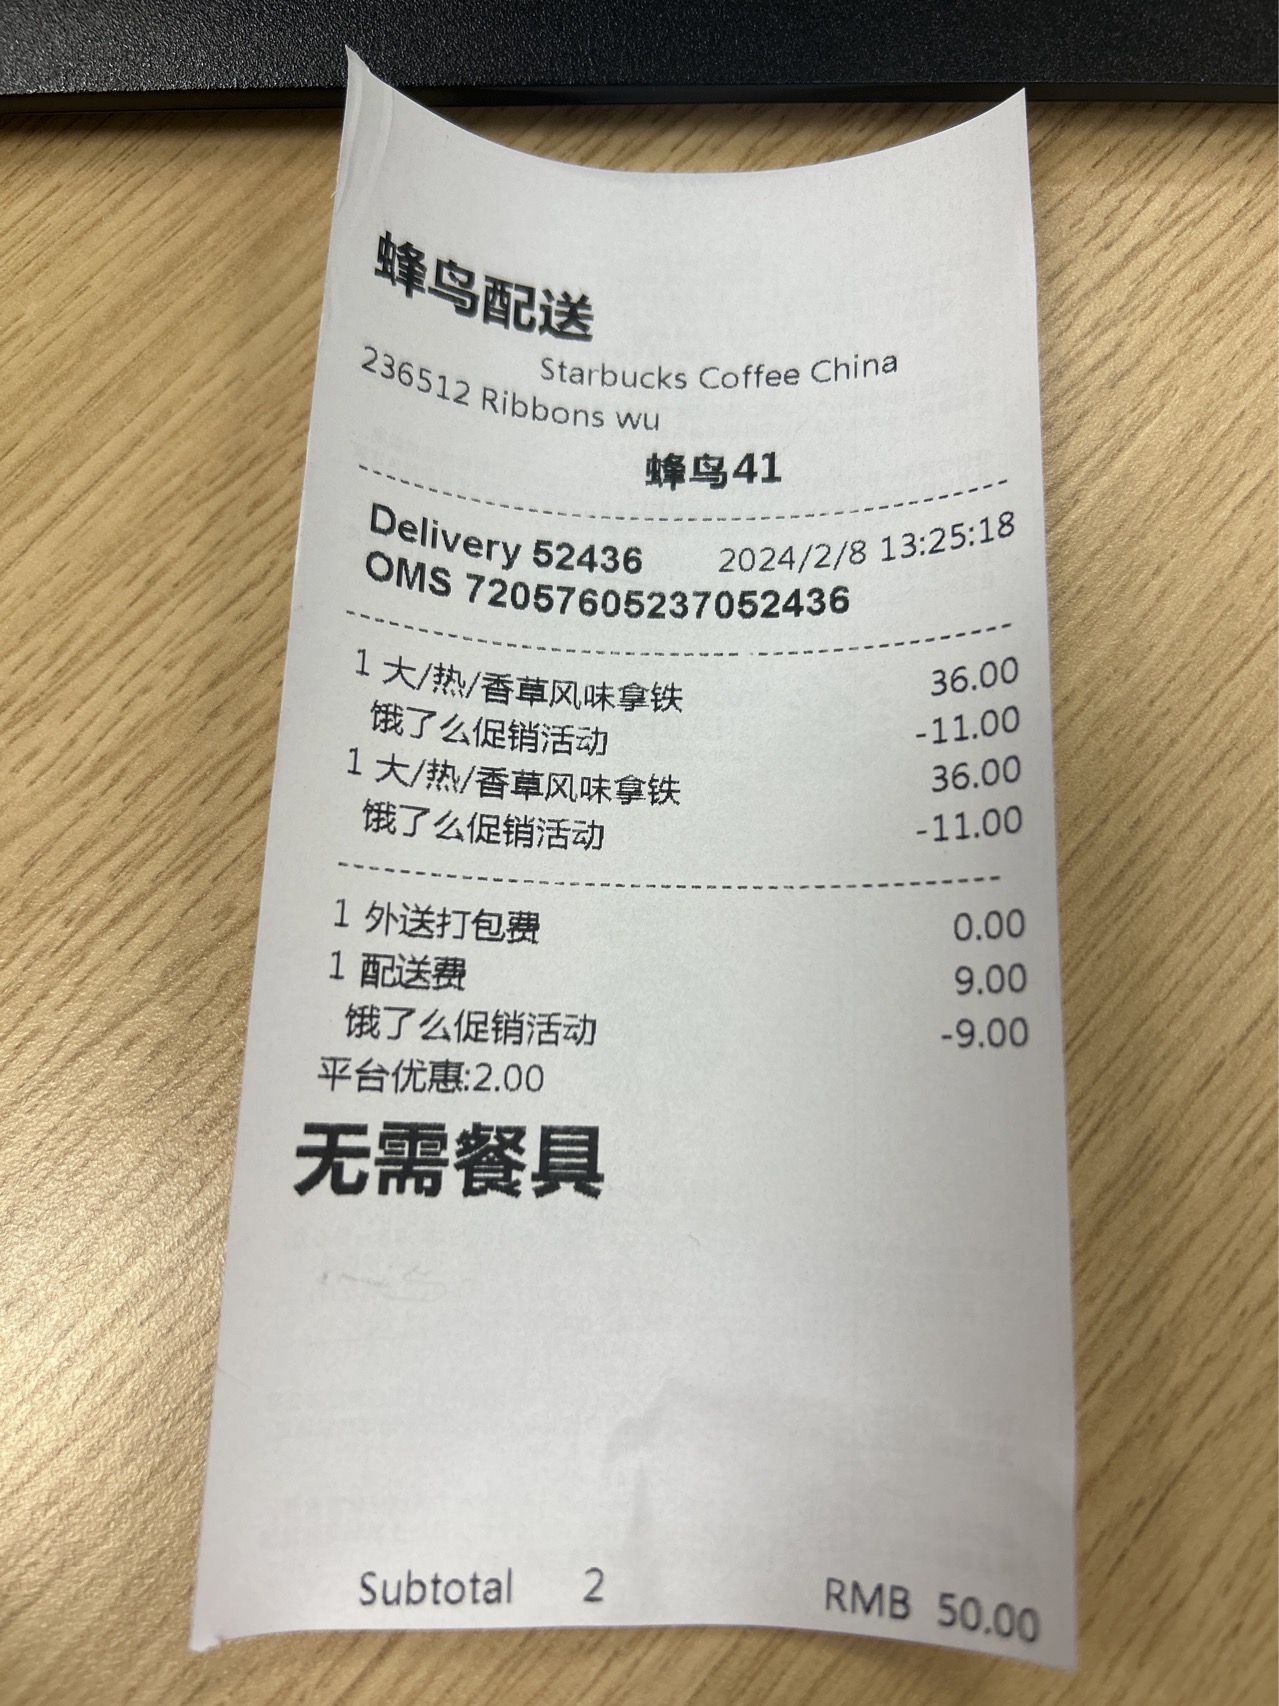 蜂鸟配送
Starbucks Coffee China
236512 Ribbons wu
蜂鸟41
Delivery 52436 2024/2/8 13:25:18
OMS 72057605237052436
1 大/热/香草风味拿铁 36.00
饿了么促销活动 -11.00
1 大/热/香草风味拿铁 36.00
饿了么促销活动 -11.00
1 外送打包费 0.00
1 配送费 9.00
饿了么促销活动 -9.00
平台优惠:2.00
无需餐具
Subtotal 2 RMB 50.00